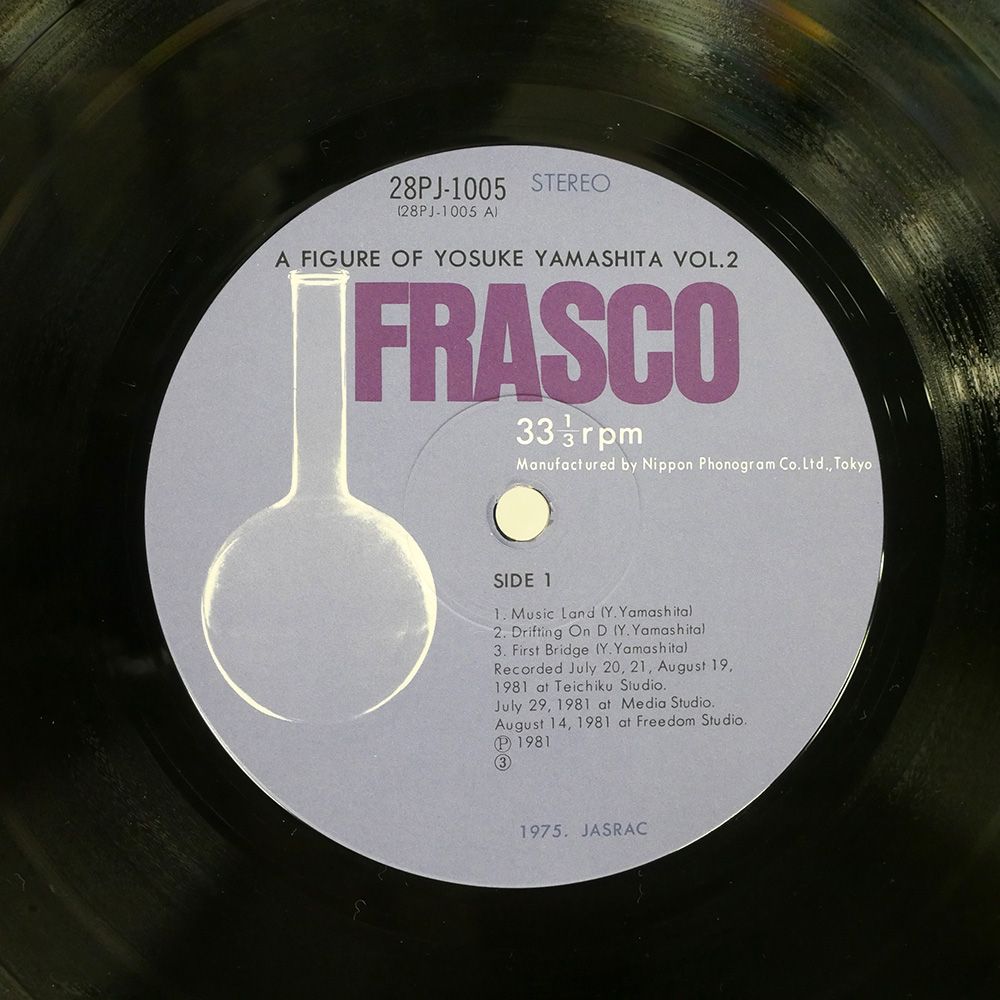 28PJ-1005 STEREO
(28PJ-1005 A)
A FIGURE OF YOSUKE YAMASHITA VOL.2
FRASCO
33 1/3 rpm
Manufactured by Nippon Phonogram Co.Ltd.,Tokyo
SIDE 1
1. Music Land (Y.Yamashita)
2. Drifting On D (Y.Yamashita)
3. First Bridge (Y.Yamashita)
Recorded July 20, 21, August 19,
1981 at Teichiku Studio.
July 29, 1981 at Media Studio.
August 14, 1981 at Freedom Studio.
Ⓟ 1981
③
1975. JASRAC